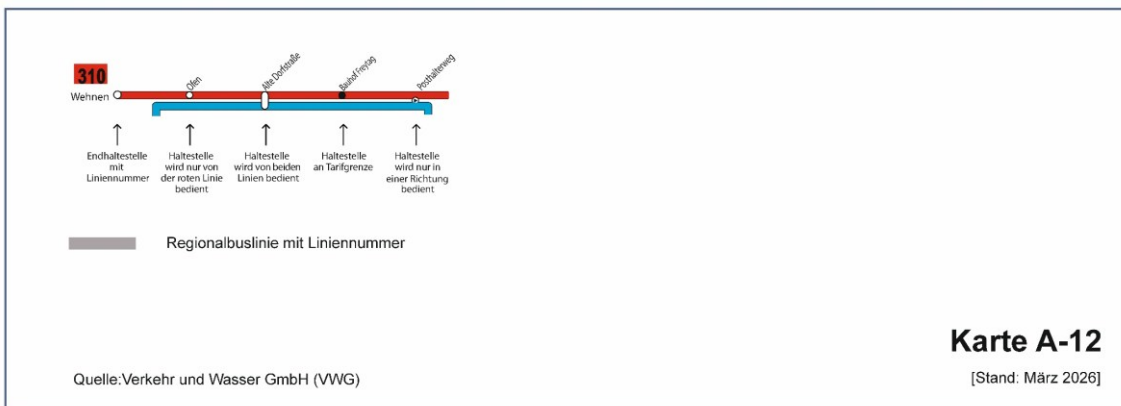 310
Wehnen
Ofen
Alte Dorfstraße
Bauhof Freytag
Posthalterweg
Endhaltestelle
mit
Liniennummer
Haltestelle
wird nur von
der roten Linie
bedient
Haltestelle
wird von beiden
Linien bedient
Haltestelle
an Tarifgrenze
Haltestelle
wird nur in
einer Richtung
bedient
Regionalbuslinie mit Liniennummer
Karte A-12
Quelle:Verkehr und Wasser GmbH (VWG)
[Stand: März 2026]